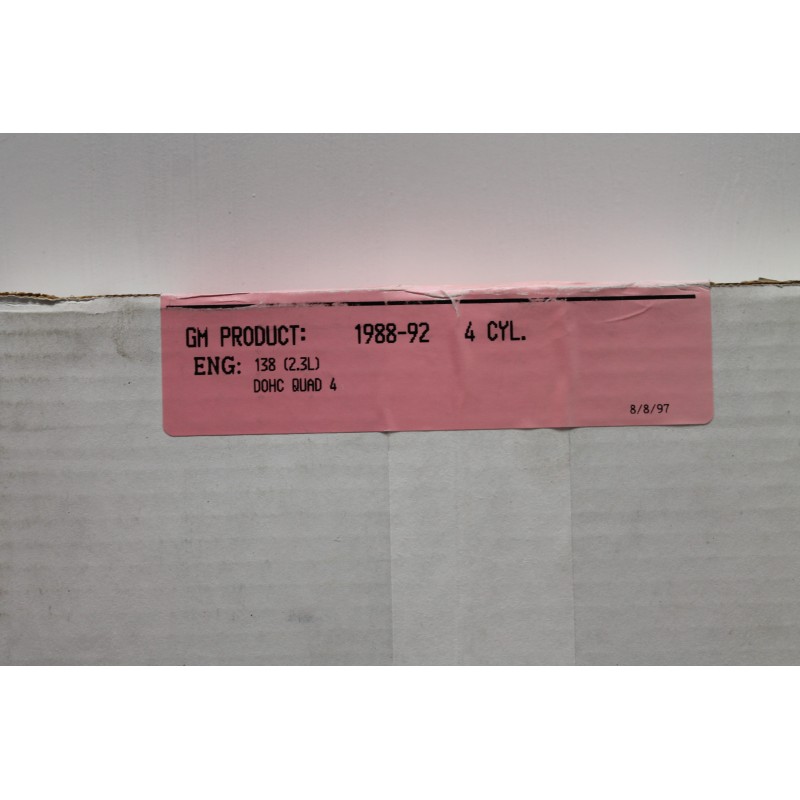 GM PRODUCT: 1988-92 4 CYL.
ENG: 138 (2.3L)
DOHC QUAD 4
8/8/97